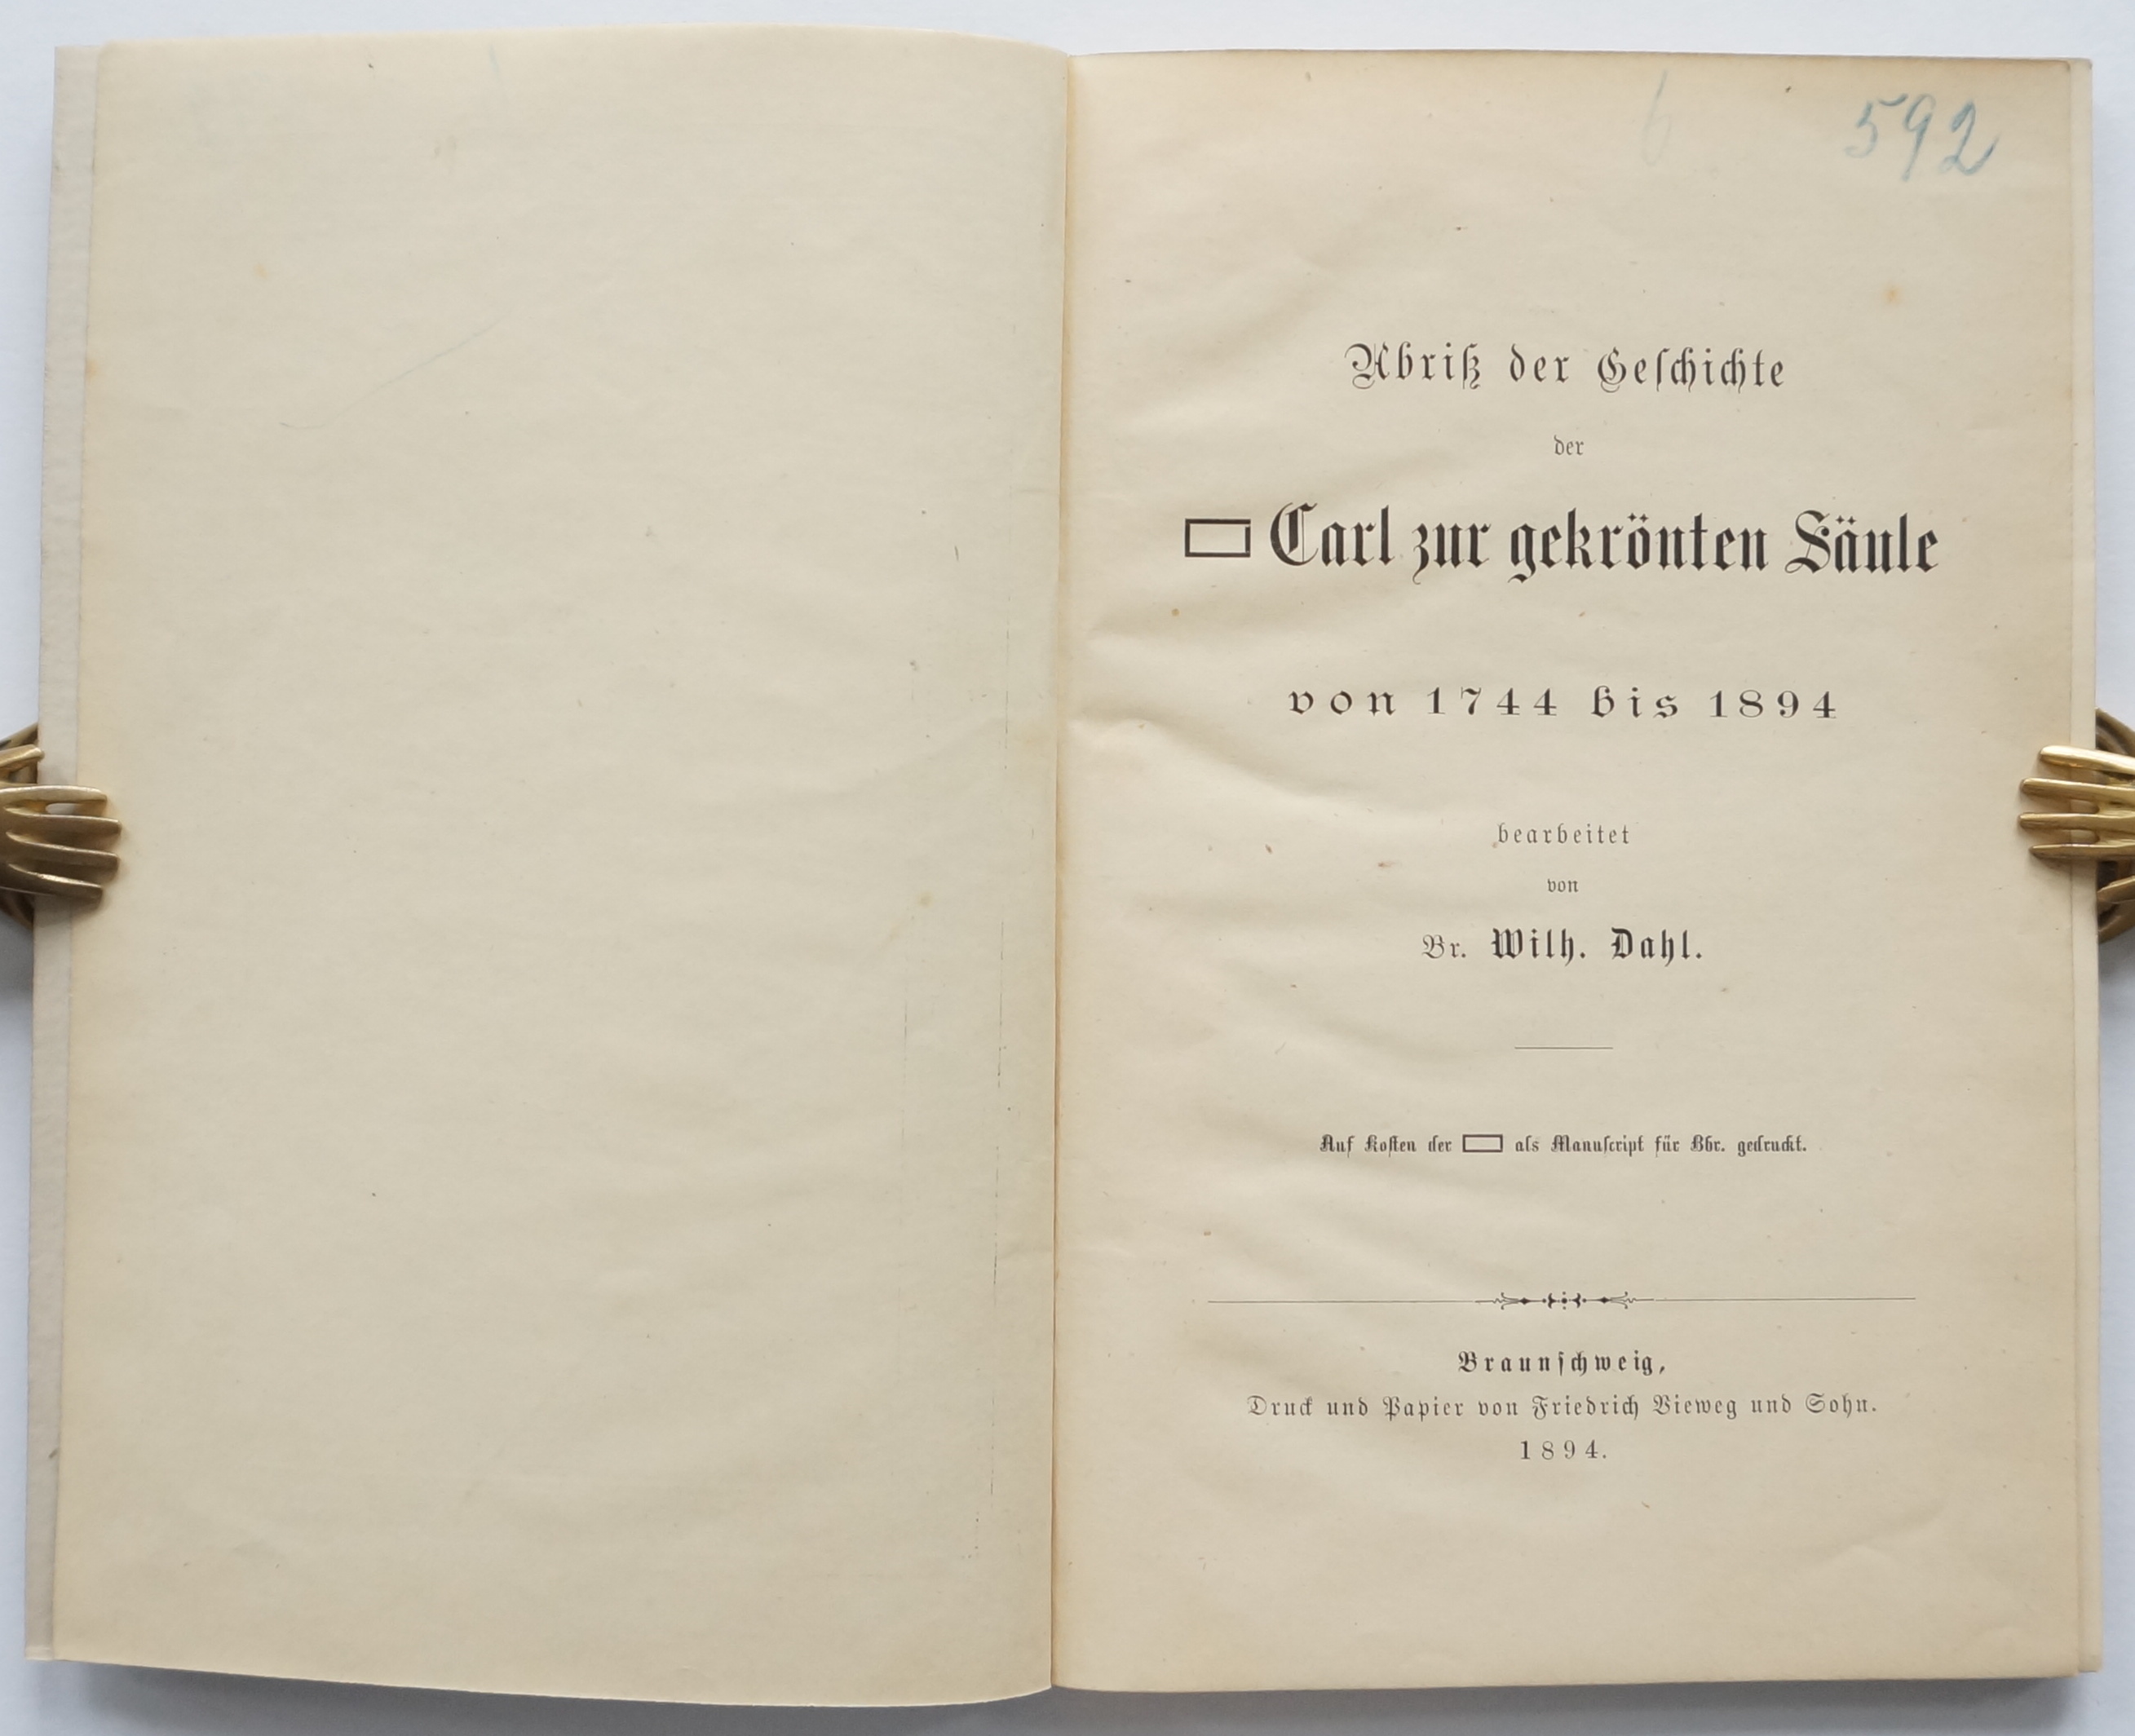 6 592
Abriß der Geschichte
der
▭ Carl zur gekrönten Säule
von 1744 bis 1894
bearbeitet
von
Br. Wilh. Dahl.
Auf Kosten der ▭ als Manuscript für Bbr. gedruckt.
Braunschweig,
Druck und Papier von Friedrich Vieweg und Sohn.
1894.